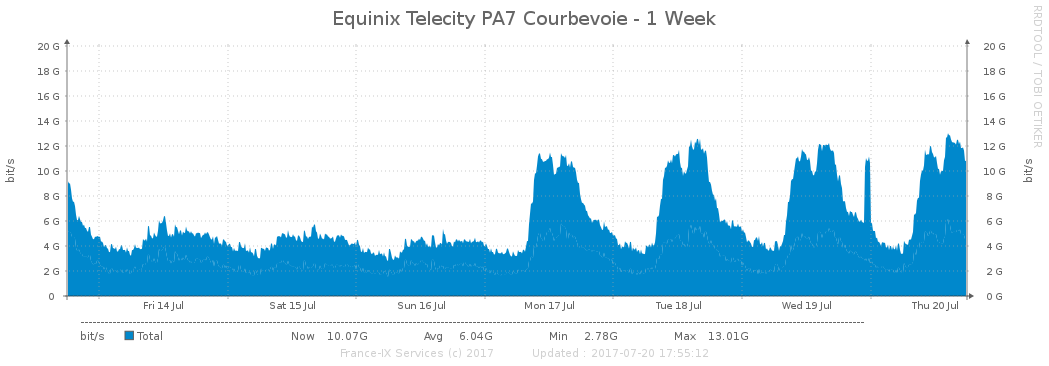 Equinix Telecity PA7 Courbevoie - 1 Week
RRDTOOL / TOBI OETIKER
bit/s
20 G 20 G
18 G 18 G
16 G 16 G
14 G 14 G
12 G 12 G
10 G 10 G
8 G 8 G
6 G 6 G
4 G 4 G
2 G 2 G
0 0 G
bit/s
Fri 14 Jul Sat 15 Jul Sun 16 Jul Mon 17 Jul Tue 18 Jul Wed 19 Jul Thu 20 Jul
bit/s Total Now 10.07G Avg 6.04G Min 2.78G Max 13.01G
France-IX Services (c) 2017 Updated : 2017-07-20 17:55:12